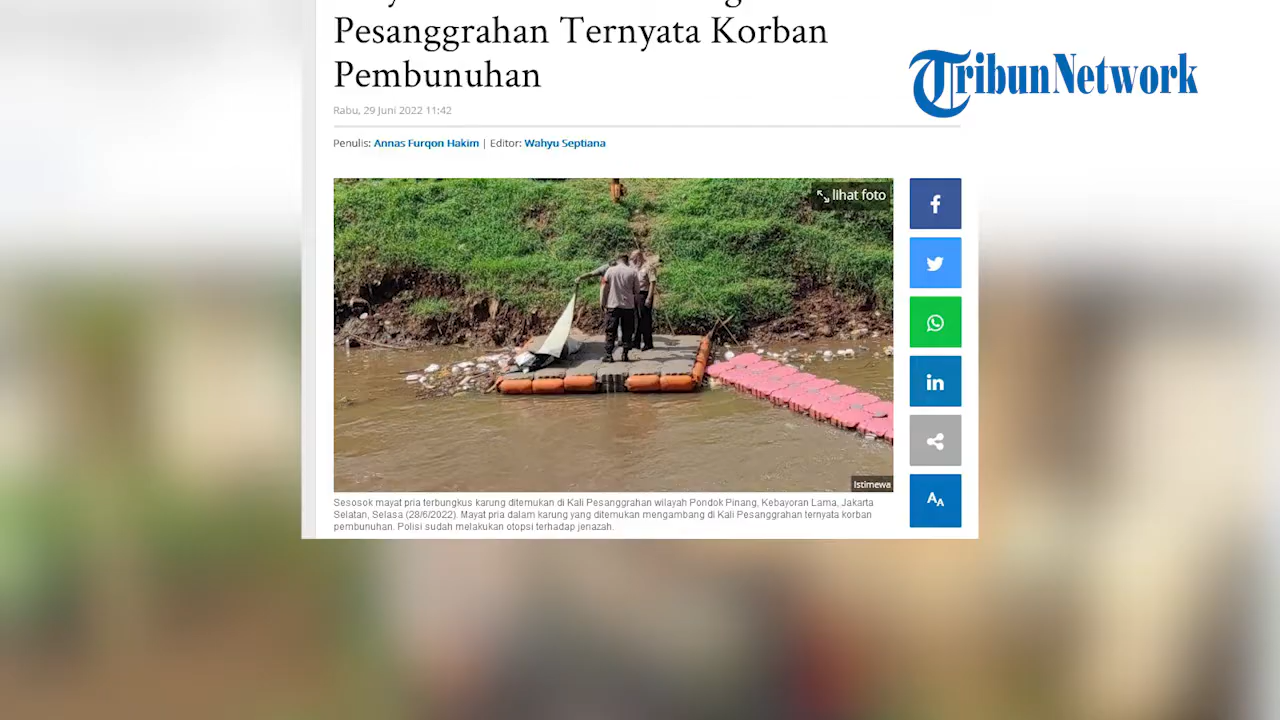 Pesanggrahan Ternyata Korban
Pembunuhan
TribunNetwork
Rabu, 29 Juni 2022 11:42
Penulis: Annas Furqon Hakim | Editor: Wahyu Septiana
lihat foto
Istimewa
Sesosok mayat pria terbungkus karung ditemukan di Kali Pesanggrahan wilayah Pondok Pinang, Kebayoran Lama, Jakarta
Selatan, Selasa (28/6/2022). Mayat pria dalam karung yang ditemukan mengambang di Kali Pesanggrahan ternyata korban
pembunuhan. Polisi sudah melakukan otopsi terhadap jenazah.